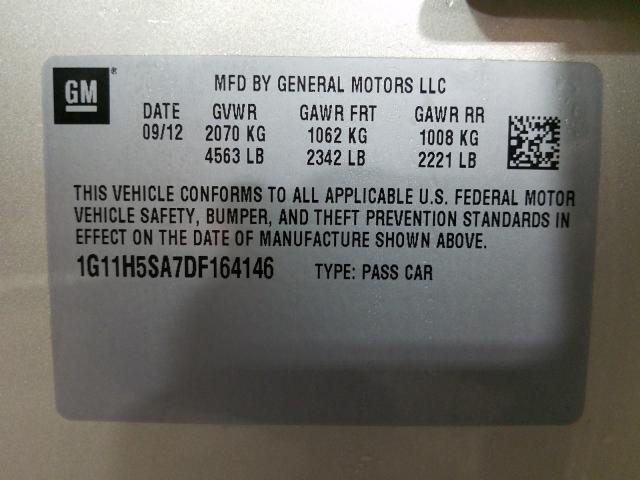 GM®
MFD BY GENERAL MOTORS LLC
DATE GVWR GAWR FRT GAWR RR
09/12 2070 KG 1062 KG 1008 KG
4563 LB 2342 LB 2221 LB
THIS VEHICLE CONFORMS TO ALL APPLICABLE U.S. FEDERAL MOTOR
VEHICLE SAFETY, BUMPER, AND THEFT PREVENTION STANDARDS IN
EFFECT ON THE DATE OF MANUFACTURE SHOWN ABOVE.
1G11H5SA7DF164146 TYPE: PASS CAR